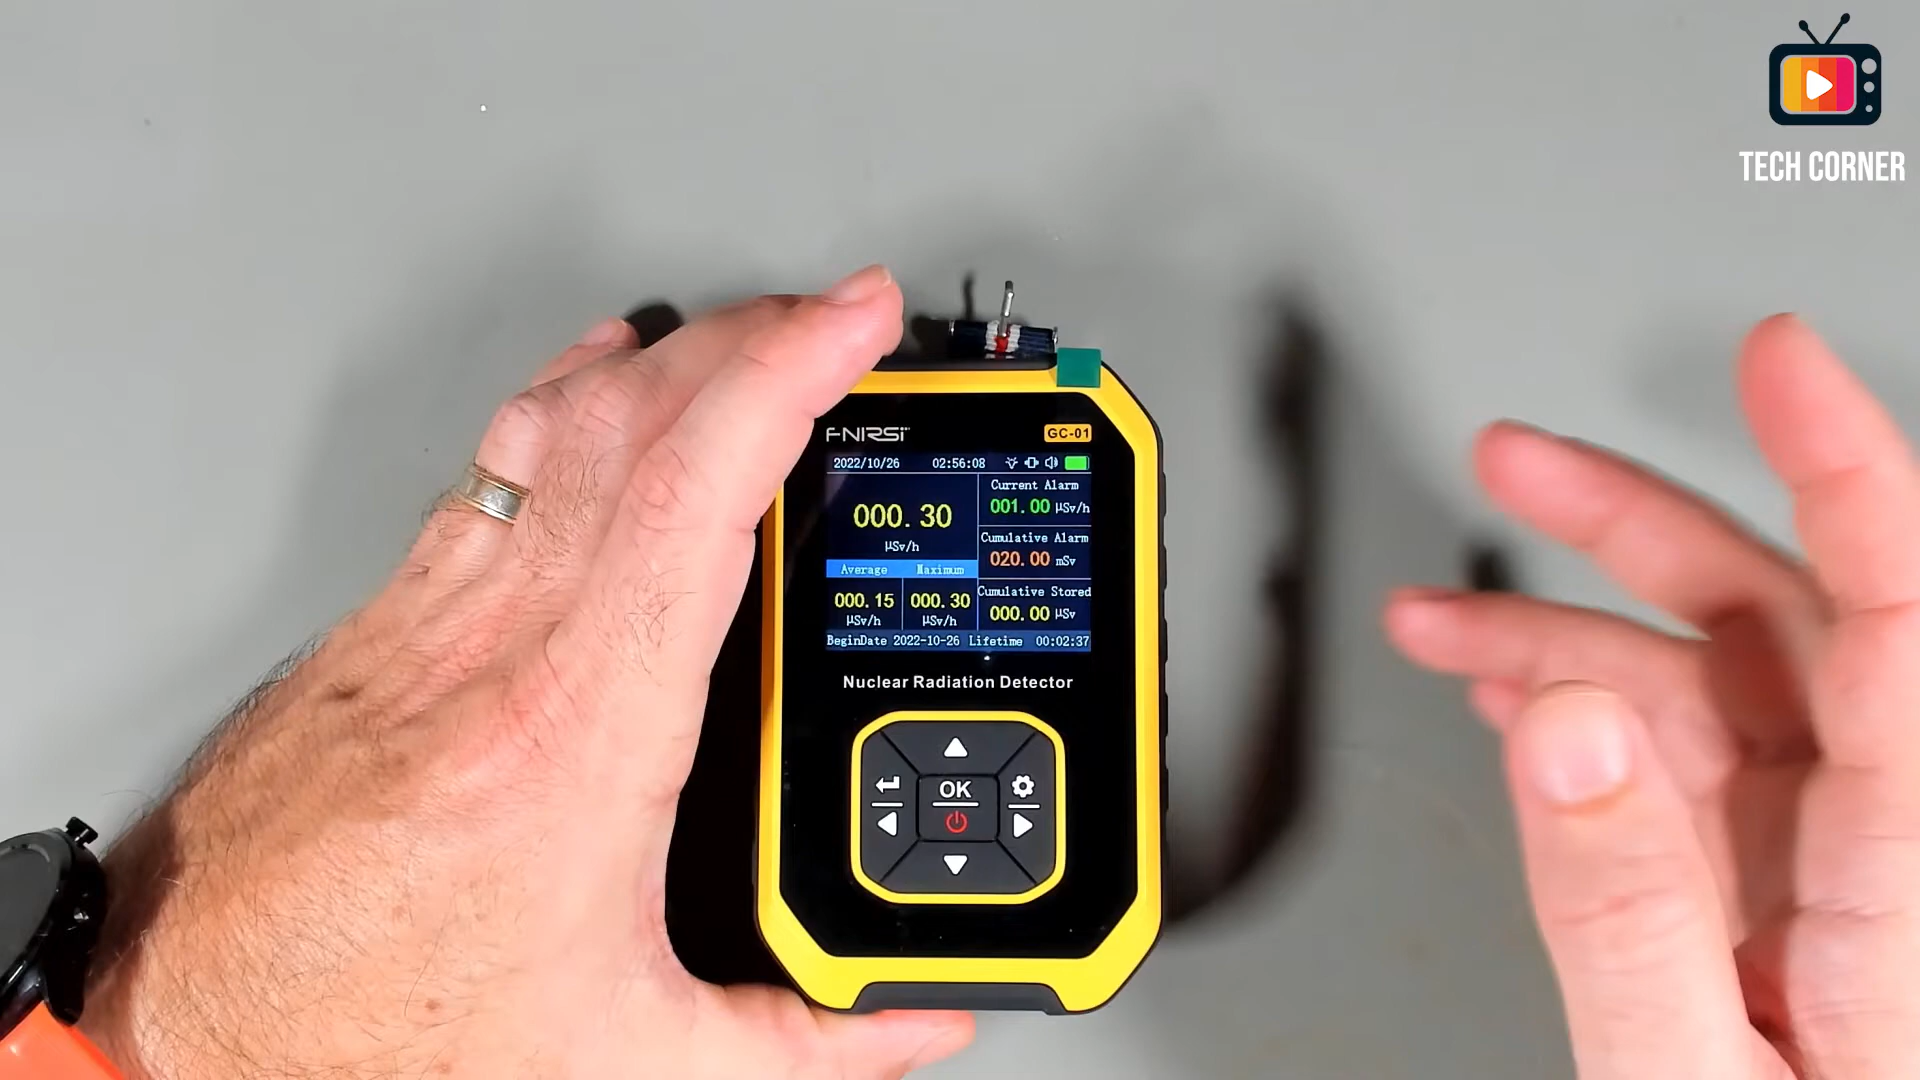 TECH CORNER
FNIRSI
GC-01
2022/10/26 02:56:08
000.30
μSv/h
Current Alarm
001.00 μSv/h
Cumulative Alarm
020.00 mSv
Average Maximum
000.15 000.30
μSv/h μSv/h
Cumulative Stored
000.00 μSv
BeginDate 2022-10-26 Lifetime 00:02:37
Nuclear Radiation Detector
OK